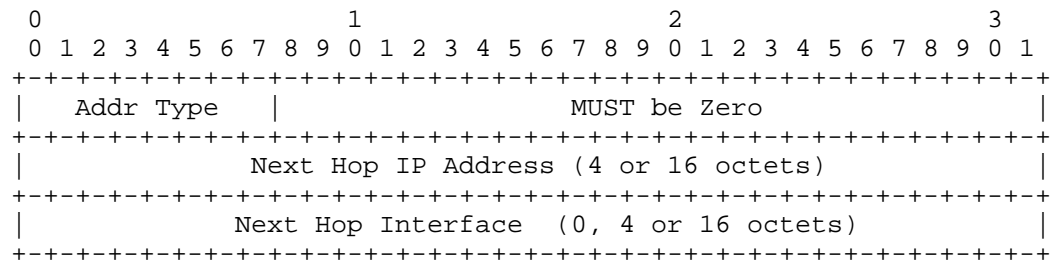 0                   1                   2                   3
 0 1 2 3 4 5 6 7 8 9 0 1 2 3 4 5 6 7 8 9 0 1 2 3 4 5 6 7 8 9 0 1
+-+-+-+-+-+-+-+-+-+-+-+-+-+-+-+-+-+-+-+-+-+-+-+-+-+-+-+-+-+-+-+-+
|   Addr Type   |                  MUST be Zero                 |
+-+-+-+-+-+-+-+-+-+-+-+-+-+-+-+-+-+-+-+-+-+-+-+-+-+-+-+-+-+-+-+-+
|              Next Hop IP Address (4 or 16 octets)             |
+-+-+-+-+-+-+-+-+-+-+-+-+-+-+-+-+-+-+-+-+-+-+-+-+-+-+-+-+-+-+-+-+
|             Next Hop Interface  (0, 4 or 16 octets)           |
+-+-+-+-+-+-+-+-+-+-+-+-+-+-+-+-+-+-+-+-+-+-+-+-+-+-+-+-+-+-+-+-+